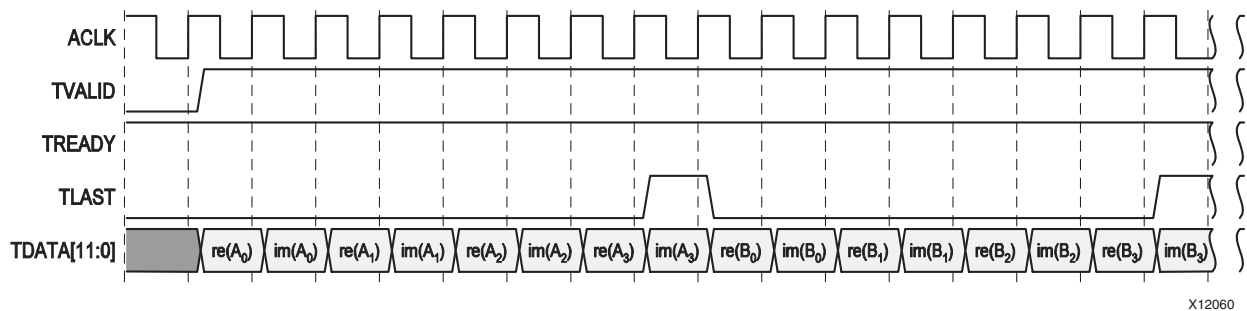 ACLK
TVALID
TREADY
TLAST
TDATA[11:0] re(A₀) im(A₀) re(A₁) im(A₁) re(A₂) im(A₂) re(A₃) im(A₃) re(B₀) im(B₀) re(B₁) im(B₁) re(B₂) im(B₂) re(B₃) im(B₃)
X12060